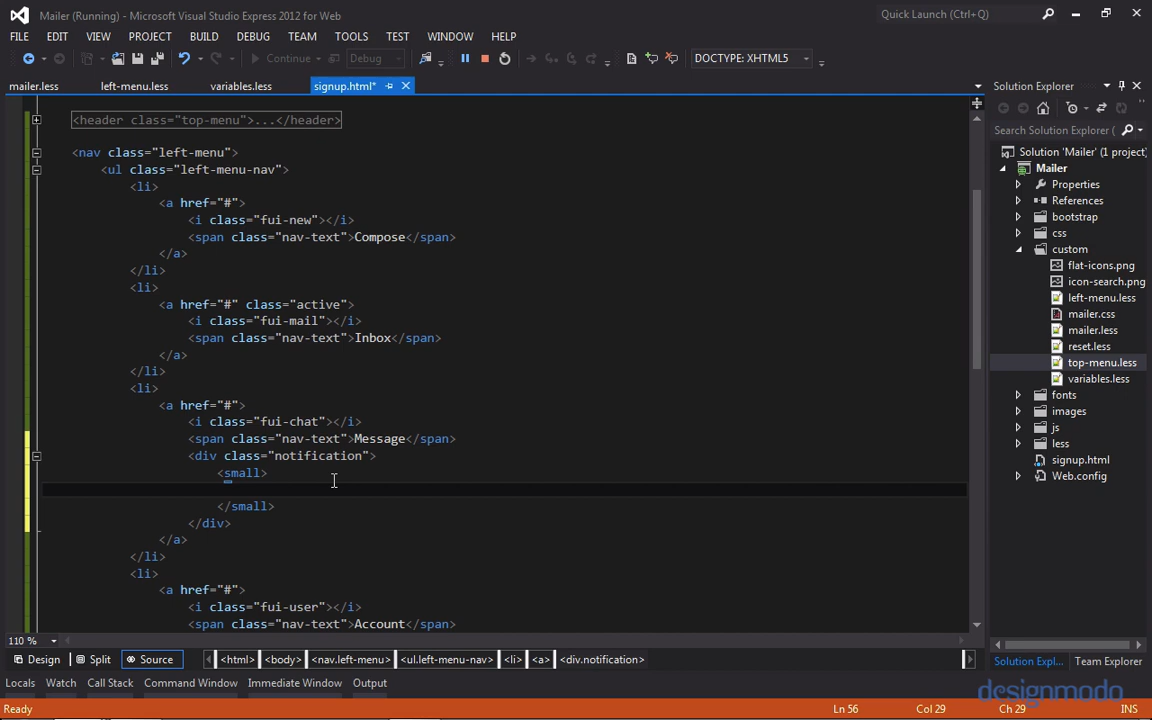 Mailer (Running) - Microsoft Visual Studio Express 2012 for Web
Quick Launch (Ctrl+Q)
FILE EDIT VIEW PROJECT BUILD DEBUG TEAM TOOLS TEST WINDOW HELP
Continue Debug DOCTYPE: XHTML5
mailer.less left-menu.less variables.less signup.html*
<header class="top-menu">...</header>
<nav class="left-menu">
<ul class="left-menu-nav">
<li>
<a href="#">
<i class="fui-new"></i>
<span class="nav-text">Compose</span>
</a>
</li>
<li>
<a href="#" class="active">
<i class="fui-mail"></i>
<span class="nav-text">Inbox</span>
</a>
</li>
<li>
<a href="#">
<i class="fui-chat"></i>
<span class="nav-text">Message</span>
<div class="notification">
<small>
</small>
</div>
</a>
</li>
<li>
<a href="#">
<i class="fui-user"></i>
<span class="nav-text">Account</span>
110 %
Design Split Source <html> <body> <nav.left-menu> <ul.left-menu-nav> <li> <a> <div.notification>
Locals Watch Call Stack Command Window Immediate Window Output
Ready Ln 56 Col 29 Ch 29 INS
Solution Explorer
Search Solution Explorer (
Solution 'Mailer' (1 project)
Mailer
Properties
References
bootstrap
css
custom
flat-icons.png
icon-search.png
left-menu.less
mailer.css
mailer.less
reset.less
top-menu.less
variables.less
fonts
images
js
less
signup.html
Web.config
Solution Expl... Team Explorer
designmodo